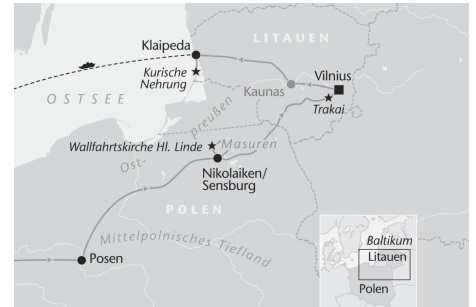 LITAUEN
Klaipeda
Kurische
Nehrung
OSTSEE
Kaunas
Vilnius
Trakai
Ost-
preußen
Wallfahrtskirche Hl. Linde
Masuren
Nikolaiken/
Sensburg
POLEN
Mittelpolnisches Tiefland
Posen
Baltikum
Litauen
Polen